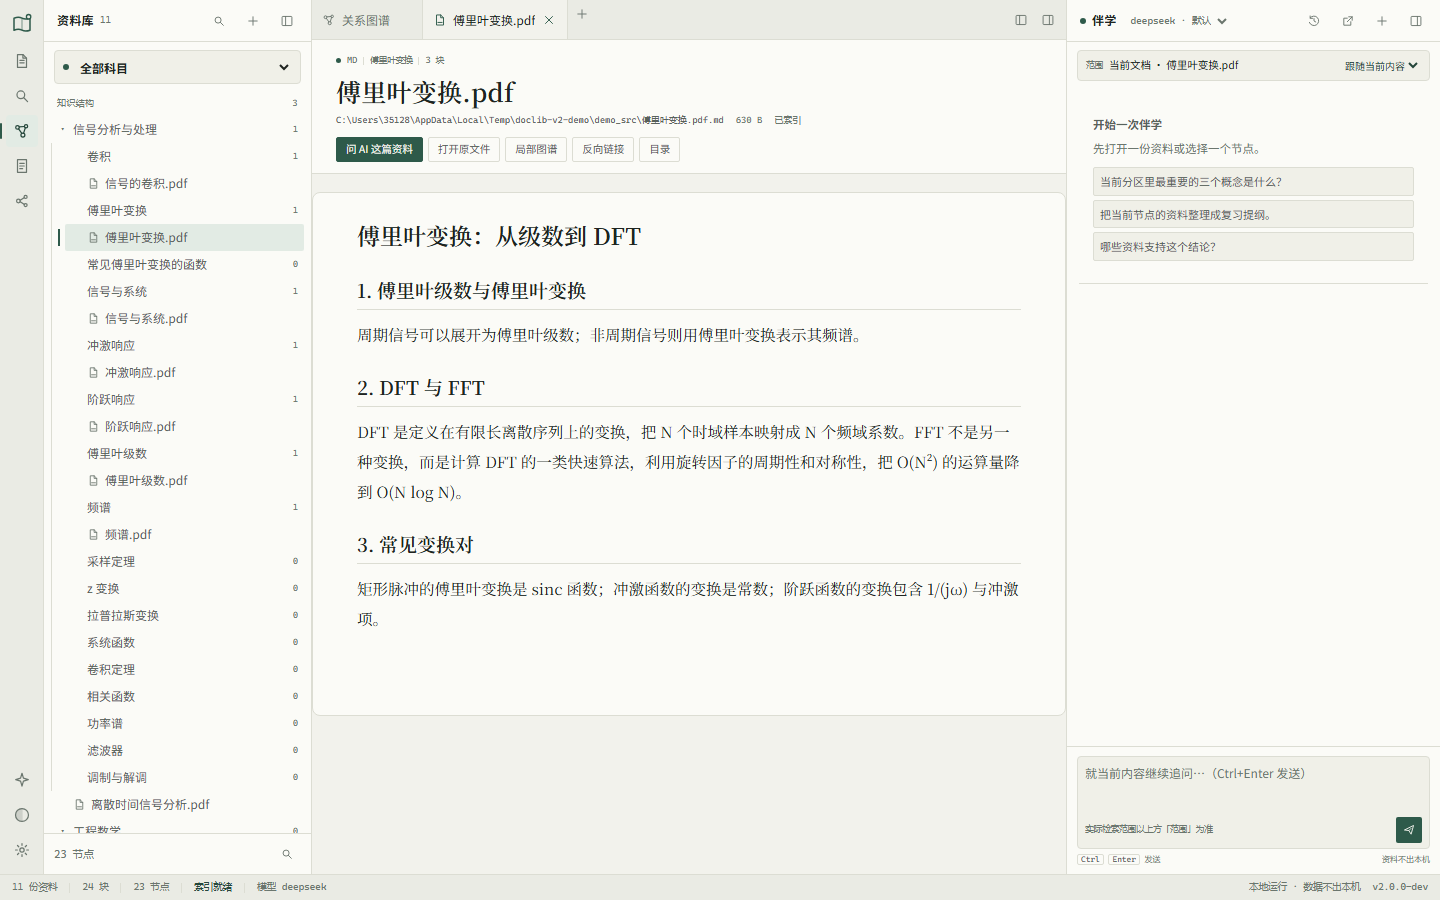 资料库 11
全部科目
知识结构 3
信号分析与处理 1
卷积 1
信号的卷积.pdf
傅里叶变换 1
傅里叶变换.pdf
常见傅里叶变换的函数 0
信号与系统 1
信号与系统.pdf
冲激响应 1
冲激响应.pdf
阶跃响应 1
阶跃响应.pdf
傅里叶级数 1
傅里叶级数.pdf
频谱 1
频谱.pdf
采样定理 0
z 变换 0
拉普拉斯变换 0
系统函数 0
卷积定理 0
相关函数 0
功率谱 0
滤波器 0
调制与解调 0
离散时间信号分析.pdf
工程数学 0
23 节点
关系图谱
傅里叶变换.pdf
MD 傅里叶变换 3 块
傅里叶变换.pdf
C:\Users\35128\AppData\Local\Temp\doclib-v2-demo\demo_src\傅里叶变换.pdf.md 630 B 已索引
问 AI 这篇资料 打开原文件 局部图谱 反向链接 目录
傅里叶变换：从级数到 DFT
1. 傅里叶级数与傅里叶变换
周期信号可以展开为傅里叶级数；非周期信号则用傅里叶变换表示其频谱。
2. DFT 与 FFT
DFT 是定义在有限长离散序列上的变换，把 N 个时域样本映射成 N 个频域系数。FFT 不是另一
种变换，而是计算 DFT 的一类快速算法，利用旋转因子的周期性和对称性，把 O(N²) 的运算量降
到 O(N log N)。
3. 常见变换对
矩形脉冲的傅里叶变换是 sinc 函数；冲激函数的变换是常数；阶跃函数的变换包含 1/(jω) 与冲激
项。
伴学 deepseek · 默认
范围 当前文档 · 傅里叶变换.pdf 跟随当前内容
开始一次伴学
先打开一份资料或选择一个节点。
当前分区里最重要的三个概念是什么？
把当前节点的资料整理成复习提纲。
哪些资料支持这个结论？
就当前内容继续追问…（Ctrl+Enter 发送）
实际检索范围以上方「范围」为准
Ctrl Enter 发送 资料不出本机
11 份资料 24 块 23 节点 索引就绪 模型 deepseek 本地运行 · 数据不出本机 v2.0.0-dev